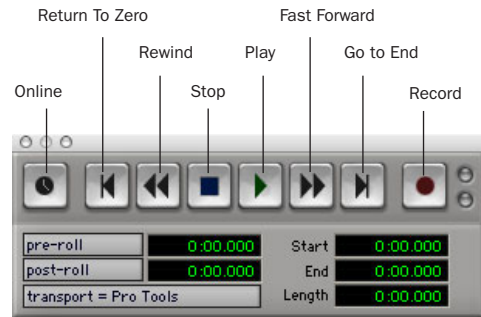 Return To Zero Fast Forward
Rewind Play Go to End
Online Stop Record
pre-roll 0:00.000 Start 0:00.000
post-roll 0:00.000 End 0:00.000
transport = Pro Tools Length 0:00.000